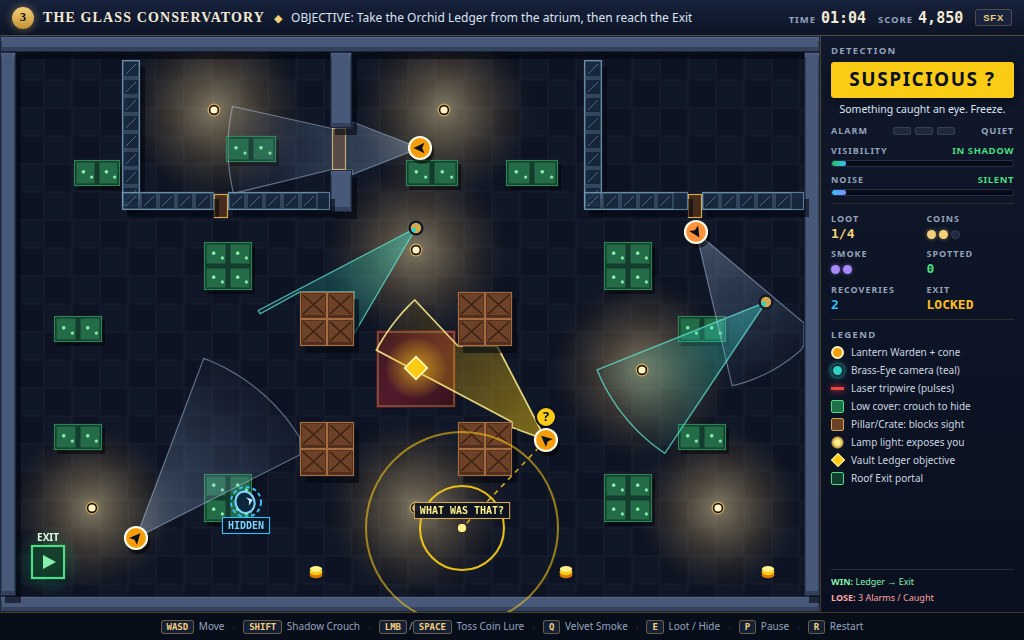 3 THE GLASS CONSERVATORY ◆ OBJECTIVE: Take the Orchid Ledger from the atrium, then reach the Exit
TIME 01:04 SCORE 4,850 SFX
DETECTION
SUSPICIOUS ?
Something caught an eye. Freeze.
ALARM QUIET
VISIBILITY IN SHADOW
NOISE SILENT
LOOT COINS
1/4
SMOKE SPOTTED
0
RECOVERIES EXIT
2 LOCKED
LEGEND
Lantern Warden + cone
Brass-Eye camera (teal)
Laser tripwire (pulses)
Low cover: crouch to hide
Pillar/Crate: blocks sight
Lamp light: exposes you
Vault Ledger objective
Roof Exit portal
WIN: Ledger → Exit
LOSE: 3 Alarms / Caught
?
WHAT WAS THAT?
HIDDEN
EXIT
WASD Move · SHIFT Shadow Crouch · LMB / SPACE Toss Coin Lure · Q Velvet Smoke · E Loot / Hide · P Pause · R Restart